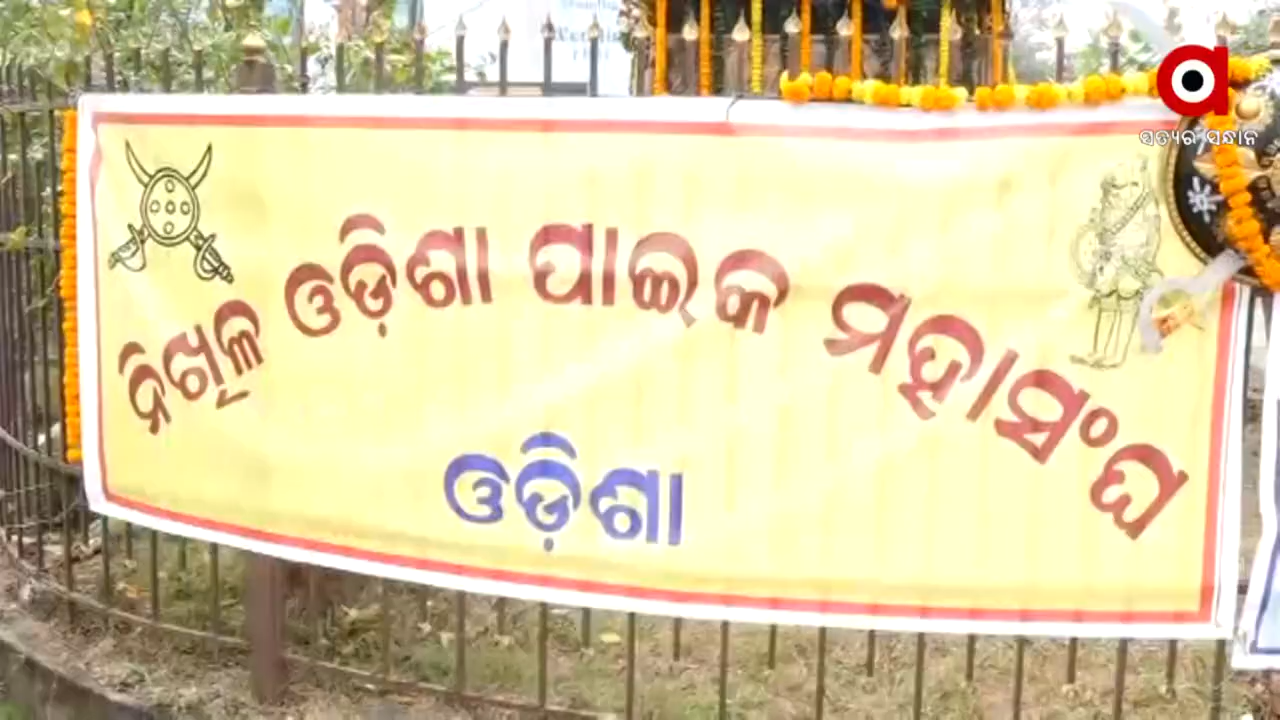 ସତ୍ୟର ସନ୍ଧାନ
ନିଖିଳ ଓଡ଼ିଶା ପାଇକ ମହାସଂଘ
ଓଡ଼ିଶା